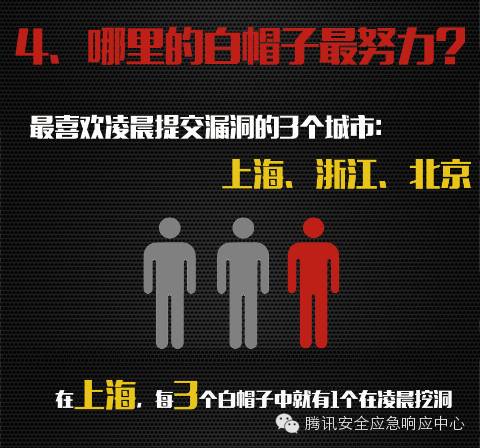 4、哪里的白帽子最努力?
最喜欢凌晨提交漏洞的3个城市:
上海、浙江、北京
在上海,每3个白帽子中就有1个在凌晨挖洞
腾讯安全应急响应中心